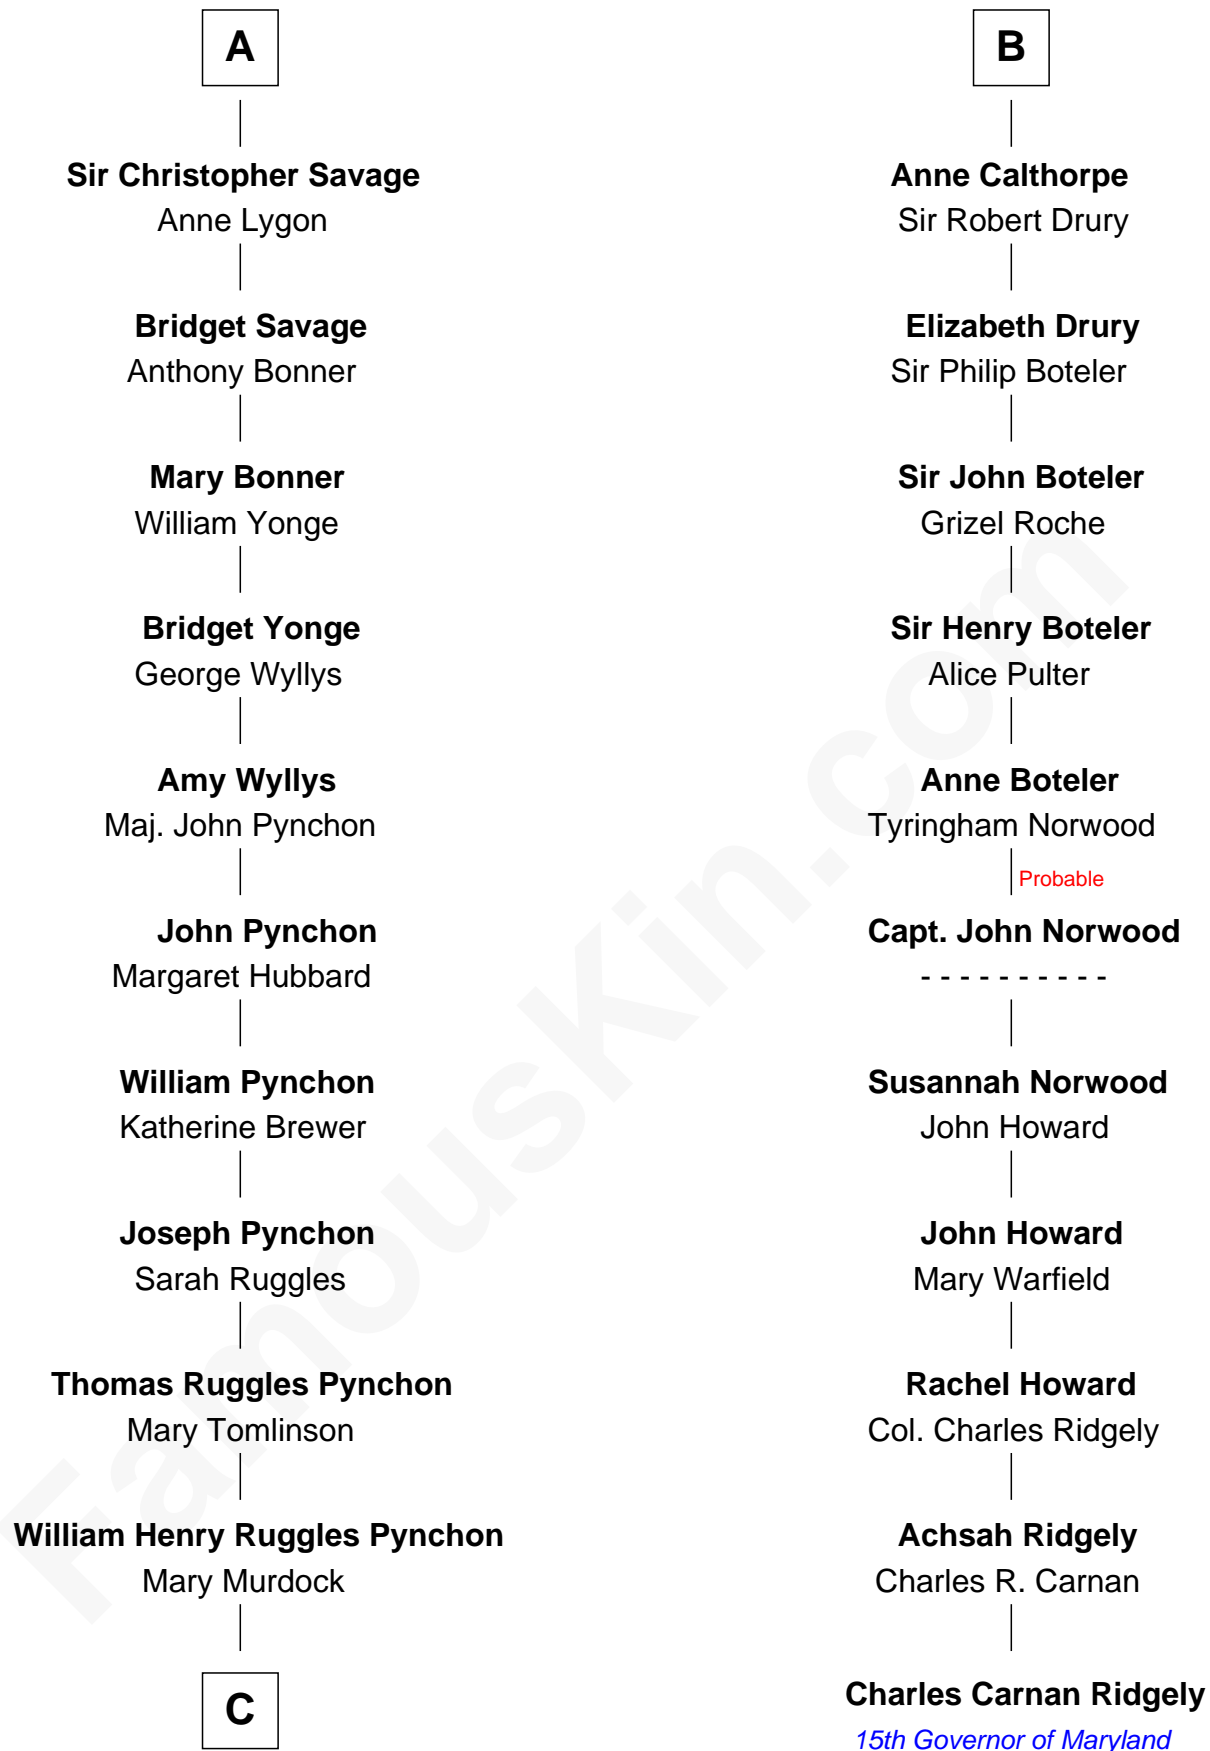 A
Sir Christopher Savage
Anne Lygon
Bridget Savage
Anthony Bonner
Mary Bonner
William Yonge
Bridget Yonge
George Wyllys
Amy Wyllys
Maj. John Pynchon
John Pynchon
Margaret Hubbard
William Pynchon
Katherine Brewer
Joseph Pynchon
Sarah Ruggles
Thomas Ruggles Pynchon
Mary Tomlinson
William Henry Ruggles Pynchon
Mary Murdock
C
B
Anne Calthorpe
Sir Robert Drury
Elizabeth Drury
Sir Philip Boteler
Sir John Boteler
Grizel Roche
Sir Henry Boteler
Alice Pulter
Anne Boteler
Tyringham Norwood
Probable
Capt. John Norwood
- - - - - - - - - -
Susannah Norwood
John Howard
John Howard
Mary Warfield
Rachel Howard
Col. Charles Ridgely
Achsah Ridgely
Charles R. Carnan
Charles Carnan Ridgely
15th Governor of Maryland
FamousKin.com